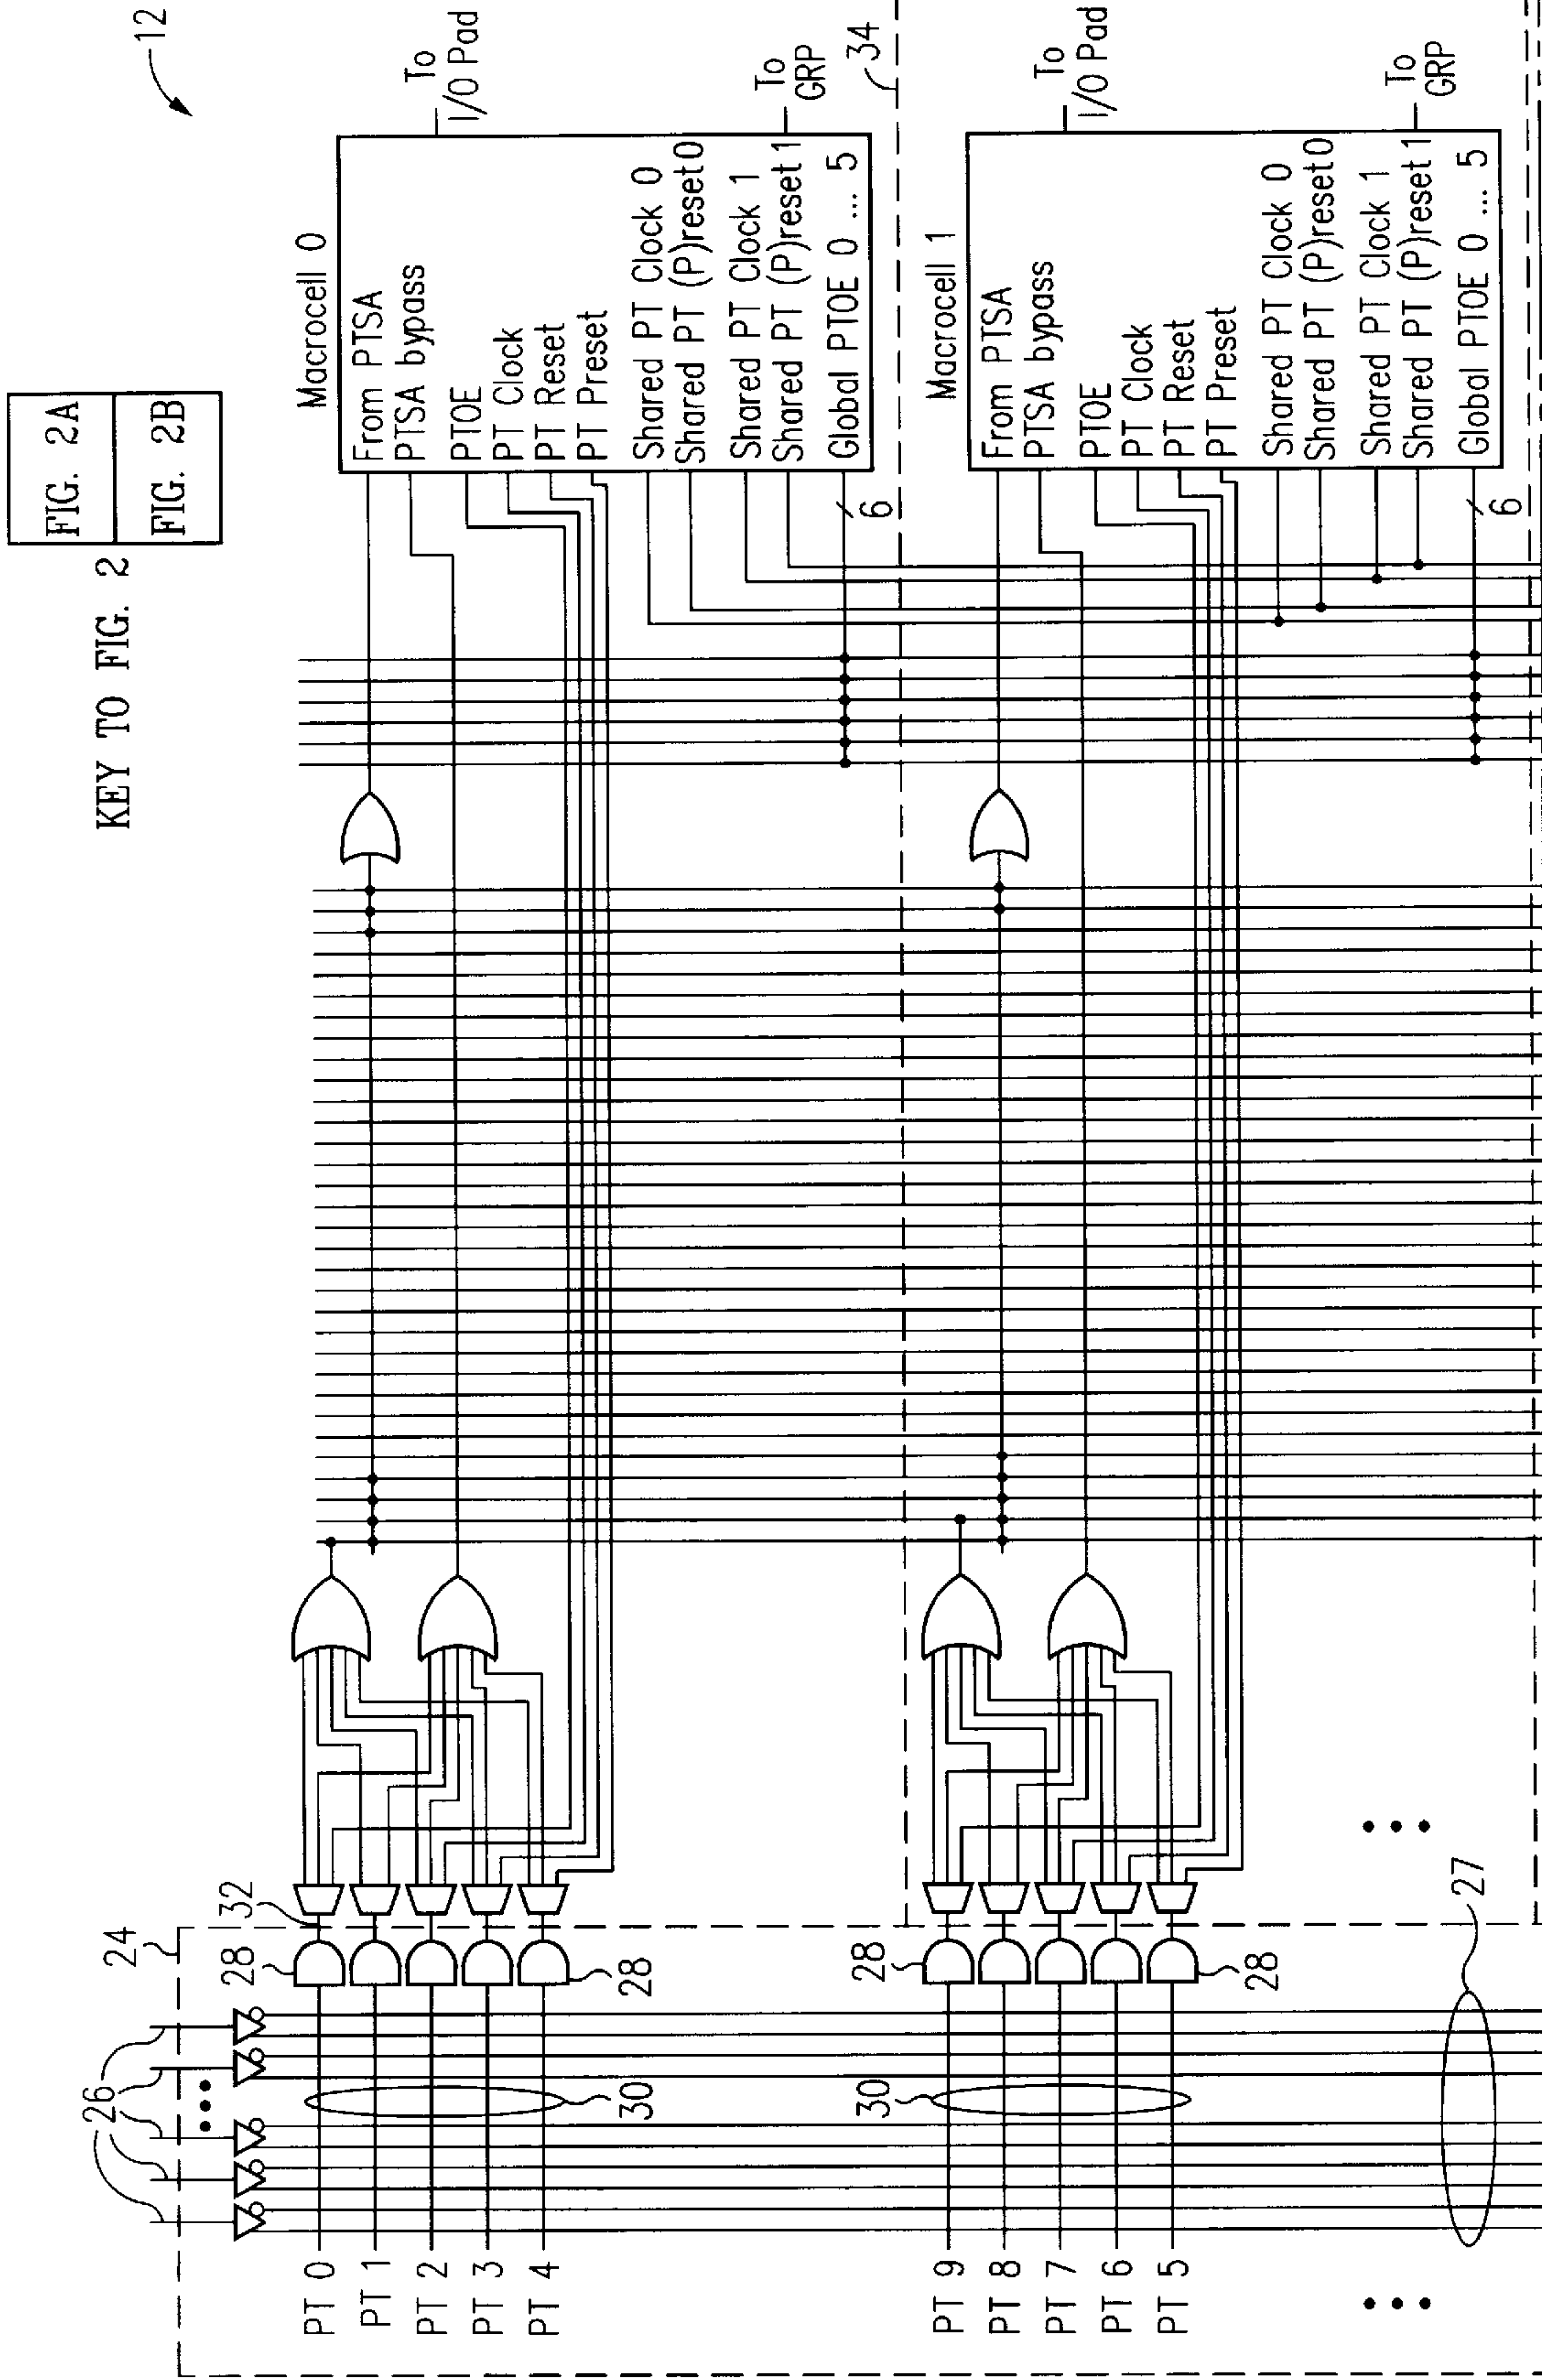 12
KEY TO FIG. 2
FIG. 2A
FIG. 2B
Macrocell 0
From PTSA
PTSA bypass
PTOE
PT Clock
PT Reset
PT Preset
Shared PT Clock 0
Shared PT (P)reset 0
Shared PT Clock 1
Shared PT (P)reset 1
Global PTOE 0 ... 5
To
I/O Pad
To
GRP
6
34
Macrocell 1
From PTSA
PTSA bypass
PTOE
PT Clock
PT Reset
PT Preset
Shared PT Clock 0
Shared PT (P)reset 0
Shared PT Clock 1
Shared PT (P)reset 1
Global PTOE 0 ... 5
To
I/O Pad
To
GRP
6
24
26
32
28
28
30
PT 0
PT 1
PT 2
PT 3
PT 4
28
28
30
27
PT 9
PT 8
PT 7
PT 6
PT 5